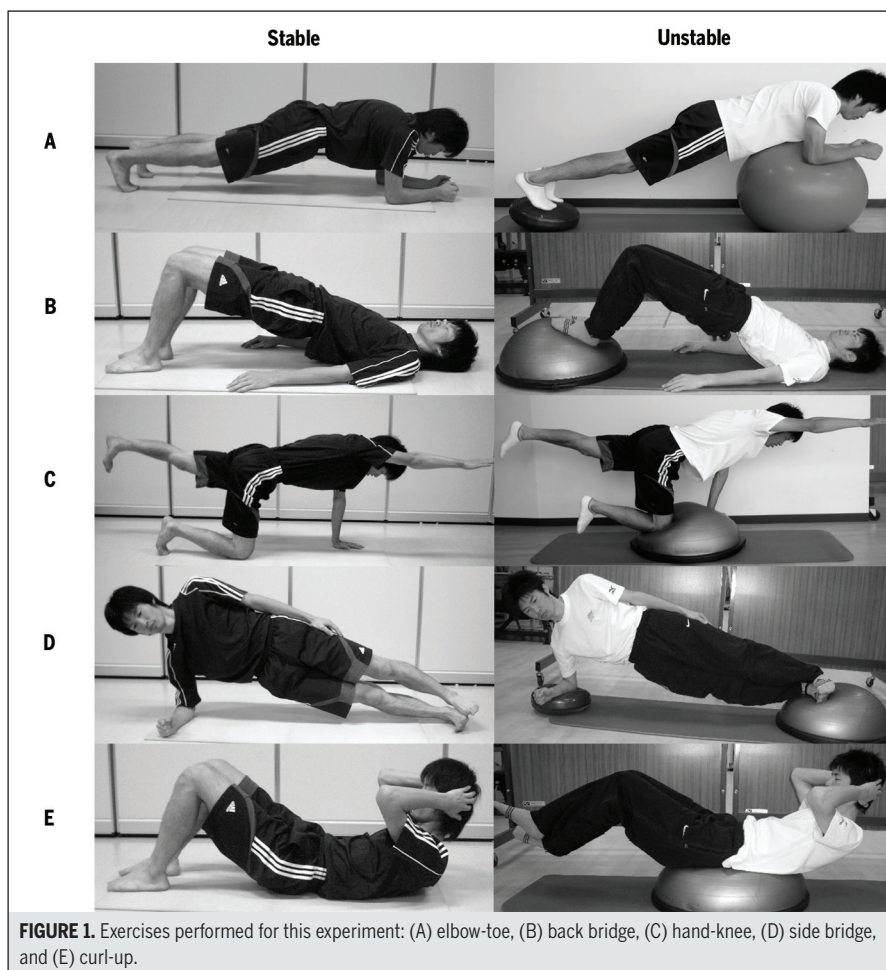 Stable Unstable
A
B
C
D
E
FIGURE 1. Exercises performed for this experiment: (A) elbow-toe, (B) back bridge, (C) hand-knee, (D) side bridge,
and (E) curl-up.